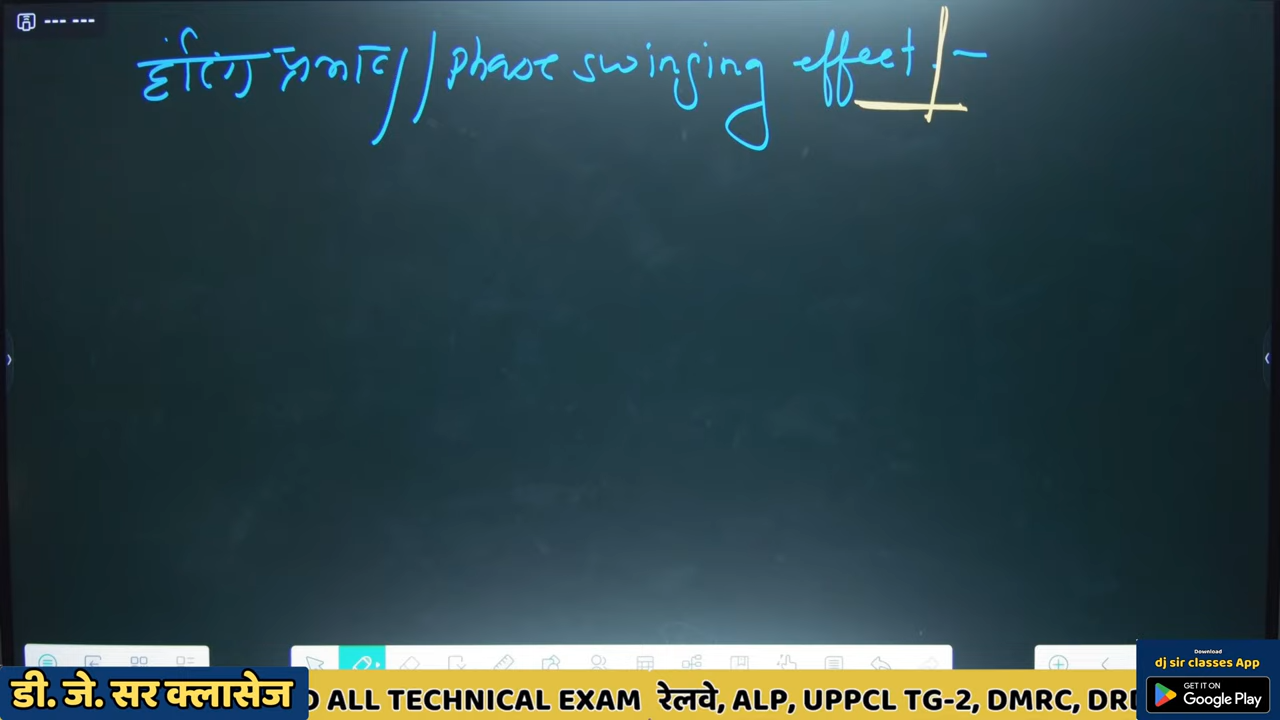 हंटिंग प्रभाव // phase swinging effect :-
डी. जे. सर क्लासेज
D ALL TECHNICAL EXAM रेलवे, ALP, UPPCL TG-2, DMRC, DR
Download
dj sir classes App
GET IT ON
Google Play